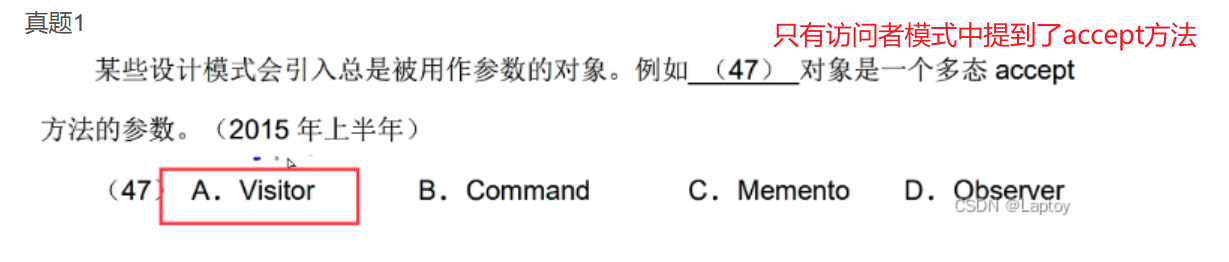 真题1
只有访问者模式中提到了accept方法
某些设计模式会引入总是被用作参数的对象。例如 （47） 对象是一个多态 accept
方法的参数。（2015 年上半年）
（47） A．Visitor B．Command C．Memento D．Observer
CSDN @Laptoy